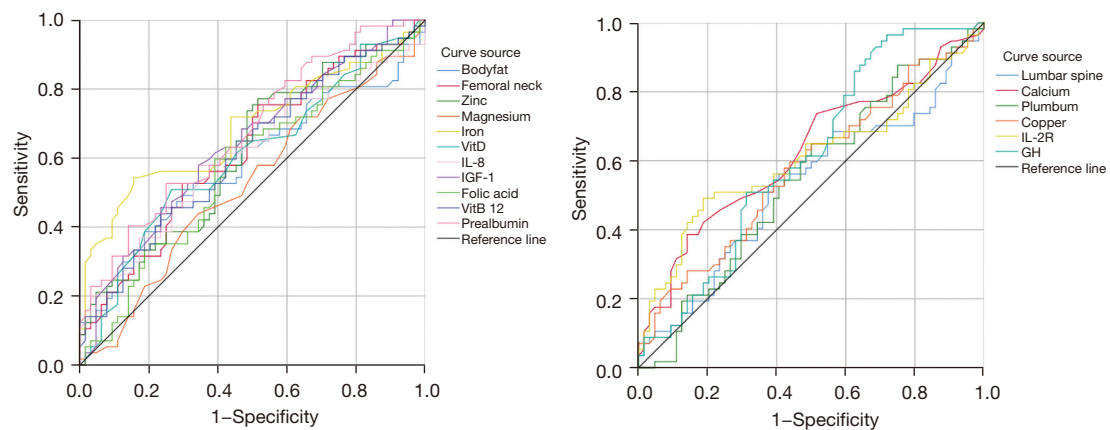 1.0
0.8
0.6
0.4
0.2
0.0
Sensitivity
0.0 0.2 0.4 0.6 0.8 1.0
1–Specificity
Curve source
Bodyfat
Femoral neck
Zinc
Magnesium
Iron
VitD
IL-8
IGF-1
Folic acid
VitB 12
Prealbumin
Reference line
1.0
0.8
0.6
0.4
0.2
0.0
Sensitivity
0.0 0.2 0.4 0.6 0.8 1.0
1–Specificity
Curve source
Lumbar spine
Calcium
Plumbum
Copper
IL-2R
GH
Reference line